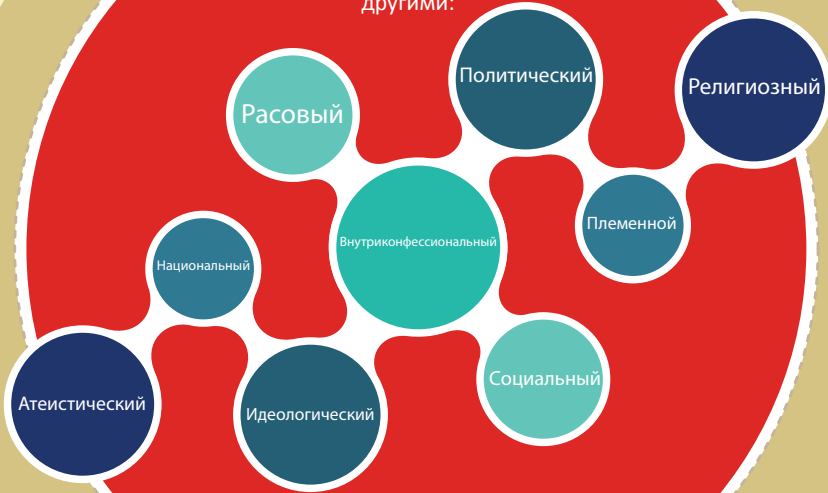 другими:
Политический
Религиозный
Расовый
Племенной
Внутриконфессиональный
Национальный
Социальный
Атеистический
Идеологический